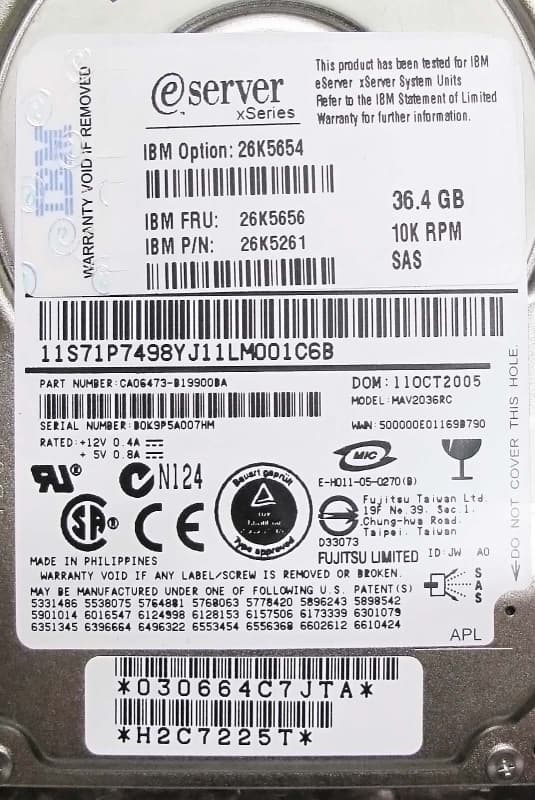 IBM
WARRANTY VOID IF REMOVED
eserver
xSeries
This product has been tested for IBM
eServer xServer System Units
Refer to the IBM Statement of Limited
Warranty for further information.
IBM Option: 26K5654
IBM FRU: 26K5656
IBM P/N: 26K5261
36.4 GB
10K RPM
SAS
11S71P7498YJ11LM001C6B
PART NUMBER:CA06473-B19900BA
DOM:11OCT2005
MODEL:MAV2036RC
SERIAL NUMBER:B0K9P5A007HM
WWN:500000E01169B790
RATED:+12V 0.4A
+ 5V 0.8A
N124
Bauart geprüft
Type approved
MIC
E-H011-05-0270(B)
D33073
Fujitsu Taiwan Ltd.
19F No.39. Sec.1.
Chung-hwa Road.
Taipei. Taiwan
MADE IN PHILIPPINES
FUJITSU LIMITED
ID:JW A0
WARRANTY VOID IF ANY LABEL/SCREW IS REMOVED OR BROKEN.
MAY BE MANUFACTURED UNDER ONE OF FOLLOWING U.S. PATENT(S)
5331486 5538075 5764881 5768063 5778420 5896243 5898542
5901014 6016547 6124998 6128153 6157506 6173339 6301079
6351345 6396664 6496322 6553454 6556368 6602612 6610424
SAS
APL
DO NOT COVER THIS HOLE.
*030664C7JTA*
*H2C7225T*